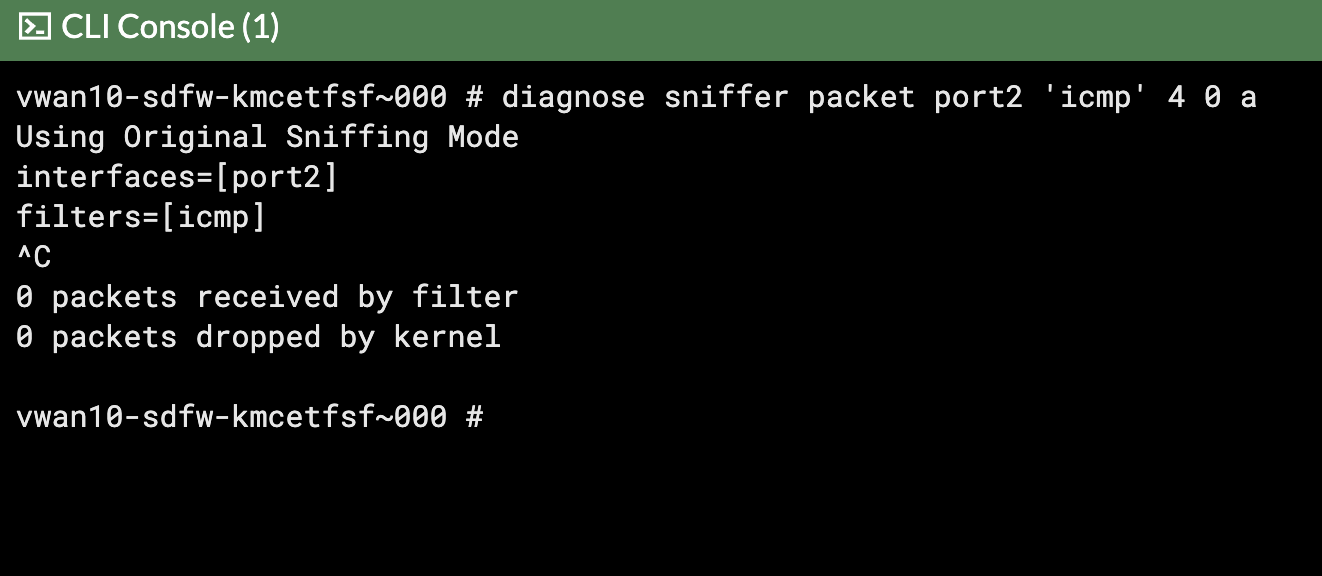 CLI Console (1)
vwan10-sdfw-kmcetfsf~000 # diagnose sniffer packet port2 'icmp' 4 0 a
Using Original Sniffing Mode
interfaces=[port2]
filters=[icmp]
^C
0 packets received by filter
0 packets dropped by kernel
vwan10-sdfw-kmcetfsf~000 #